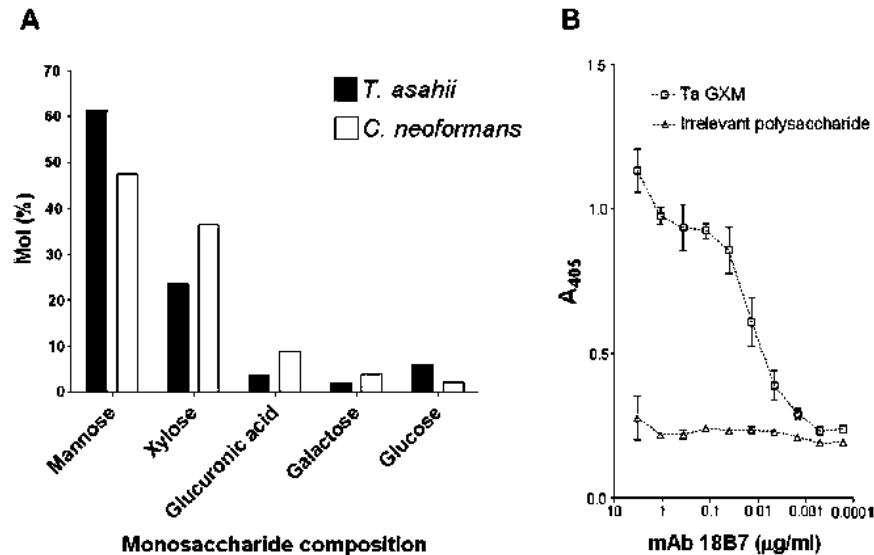 A
70
60
50
40
30
20
10
0
Mol (%)
T. asahii
C. neoformans
Mannose
Xylose
Glucuronic acid
Galactose
Glucose
Monosaccharide composition
B
1.5
1.0
0.5
0.0
A405
Ta GXM
Irrelevant polysaccharide
10 1 0.1 0.01 0.001 0.0001
mAb 18B7 (μg/ml)